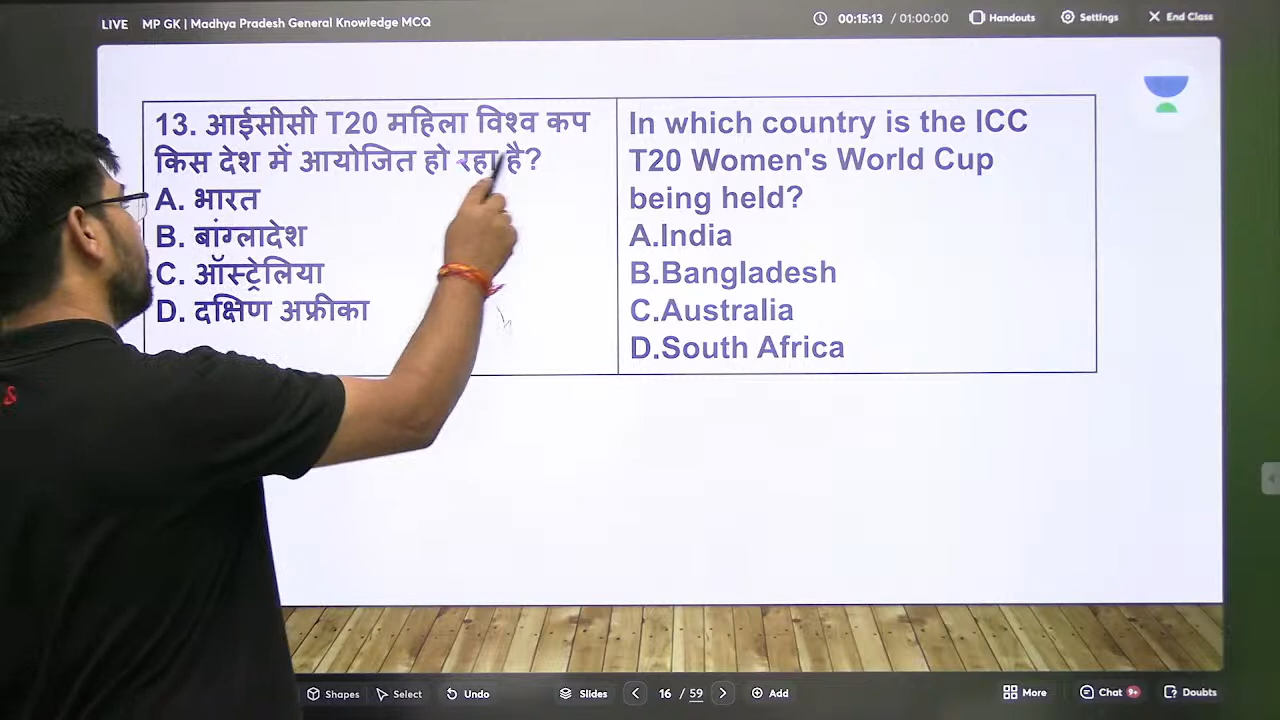 LIVE MP GK | Madhya Pradesh General Knowledge MCQ
00:15:13 / 01:00:00
Handouts
Settings
End Class
13. आईसीसी T20 महिला विश्व कप
किस देश में आयोजित हो रहा है?
A. भारत
B. बांग्लादेश
C. ऑस्ट्रेलिया
D. दक्षिण अफ्रीका
In which country is the ICC
T20 Women's World Cup
being held?
A.India
B.Bangladesh
C.Australia
D.South Africa
&
Shapes
Select
Undo
Slides
16 / 59
Add
More
Chat 9+
Doubts